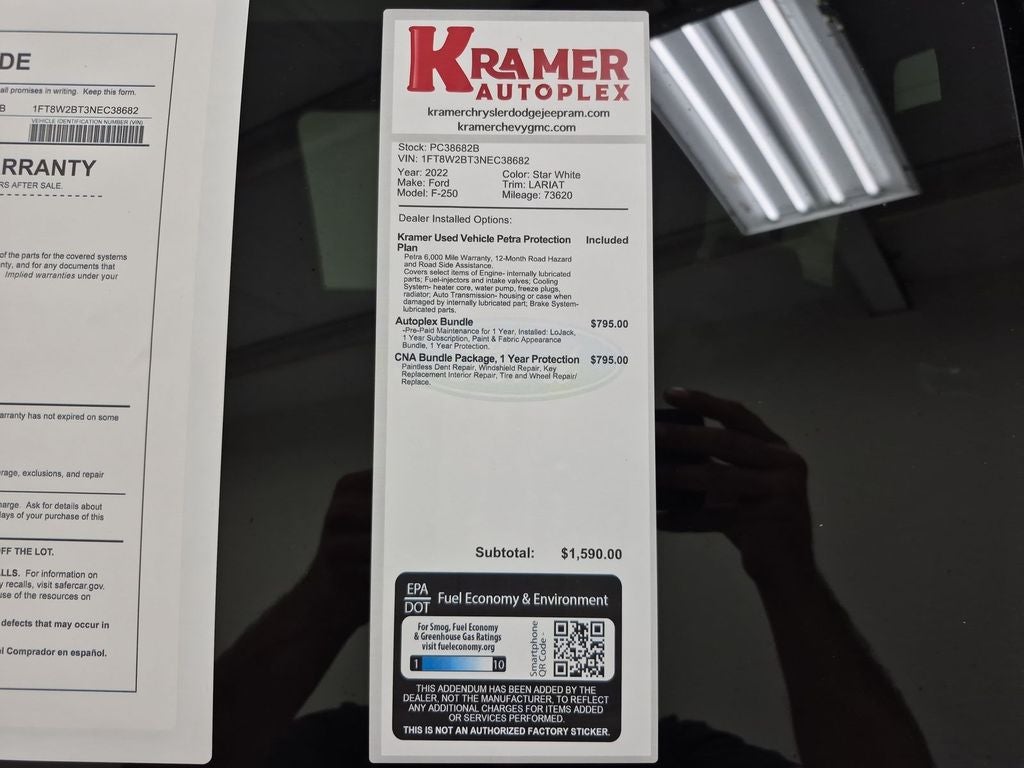 DE
all promises in writing. Keep this form.
B 1FT8W2BT3NEC38682
VEHICLE IDENTIFICATION NUMBER (VIN)
RRANTY
RS AFTER SALE.
of the parts for the covered systems
nty, and for any documents that
Implied warranties under your
arranty has not expired on some
rage, exclusions, and repair
harge. Ask for details about
days of your purchase of this
FF THE LOT.
LLS. For information on
y recalls, visit safercar.gov.
use of the resources on
defects that may occur in
el Comprador en español.
KRAMER
AUTOPLEX
kramerchryslerdodgejeepram.com
kramerchevygmc.com
Stock: PC38682B
VIN: 1FT8W2BT3NEC38682
Year: 2022 Color: Star White
Make: Ford Trim: LARIAT
Model: F-250 Mileage: 73620
Dealer Installed Options:
Kramer Used Vehicle Petra Protection Included
Plan
Petra 6,000 Mile Warranty, 12-Month Road Hazard
and Road Side Assistance.
Covers select items of Engine- internally lubricated
parts; Fuel-injectors and intake valves; Cooling
System- heater core, water pump, freeze plugs,
radiator; Auto Transmission- housing or case when
damaged by internally lubricated part; Brake System-
lubricated parts.
Autoplex Bundle $795.00
-Pre-Paid Maintenance for 1 Year, Installed: LoJack,
1 Year Subscription, Paint & Fabric Appearance
Bundle, 1 Year Protection.
CNA Bundle Package, 1 Year Protection $795.00
Paintless Dent Repair, Windshield Repair, Key
Replacement Interior Repair, Tire and Wheel Repair/
Replace.
Subtotal: $1,590.00
EPA
DOT
Fuel Economy & Environment
For Smog, Fuel Economy
& Greenhouse Gas Ratings
visit fueleconomy.org
1 10
Smartphone
QR Code -
THIS ADDENDUM HAS BEEN ADDED BY THE
DEALER, NOT THE MANUFACTURER, TO REFLECT
ANY ADDITIONAL CHARGES FOR ITEMS ADDED
OR SERVICES PERFORMED.
THIS IS NOT AN AUTHORIZED FACTORY STICKER.